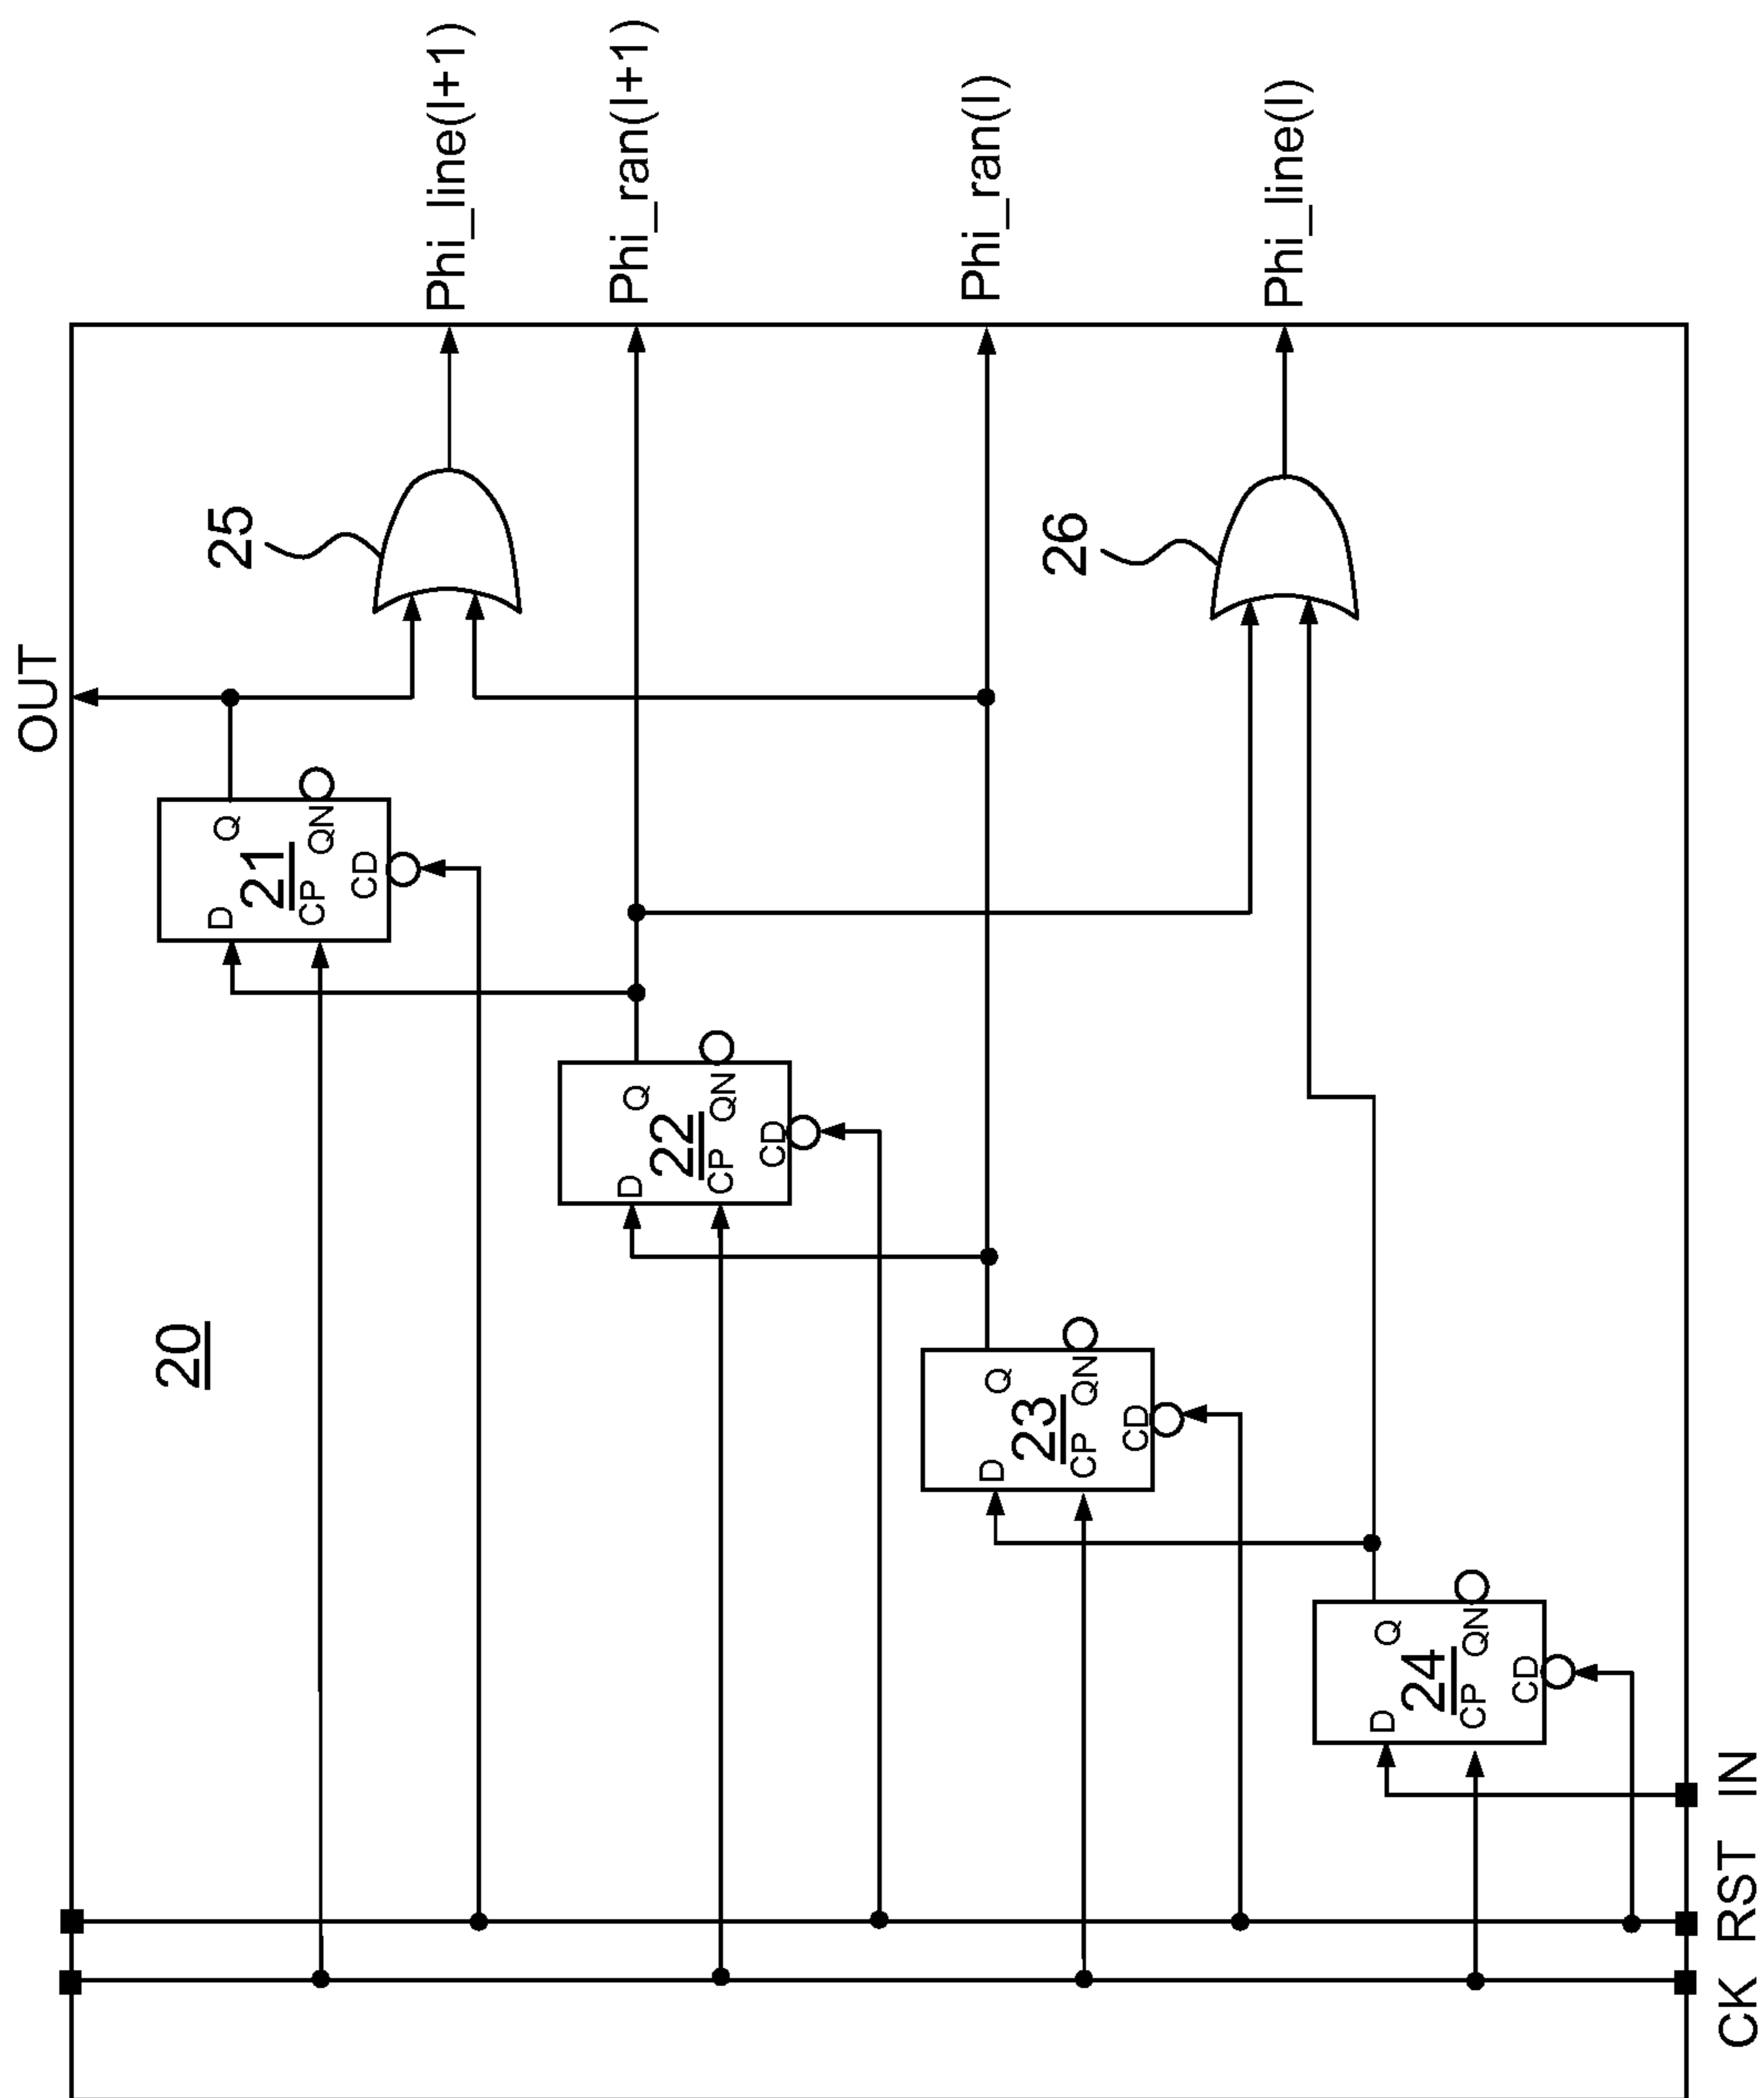 OUT
Phi_line(I+1)
Phi_ran(I+1)
Phi_ran(I)
Phi_line(I)
25
26
20
D
Q
21
CP
QN
CD
D
Q
22
CP
QN
CD
D
Q
23
CP
QN
CD
D
Q
24
CP
QN
CD
CK
RST
IN